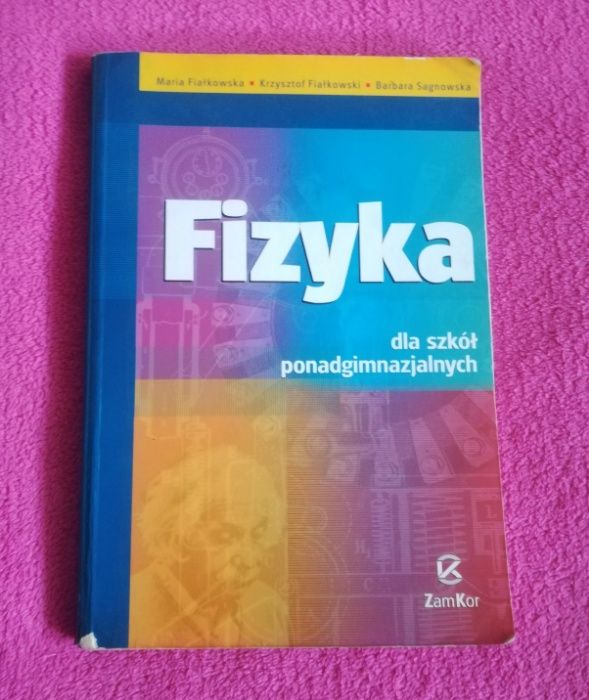 Maria Fiałkowska ▪ Krzysztof Fiałkowski ▪ Barbara Sagnowska
Fizyka
dla szkół
ponadgimnazjalnych
ZamKor